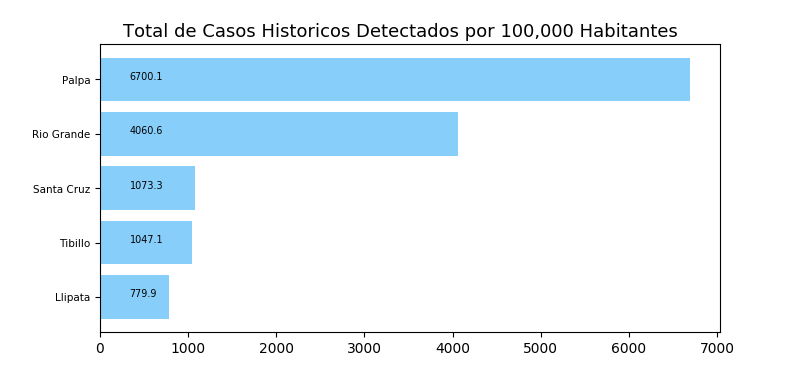 Total de Casos Historicos Detectados por 100,000 Habitantes
Palpa 6700.1
Rio Grande 4060.6
Santa Cruz 1073.3
Tibillo 1047.1
Llipata 779.9
0 1000 2000 3000 4000 5000 6000 7000